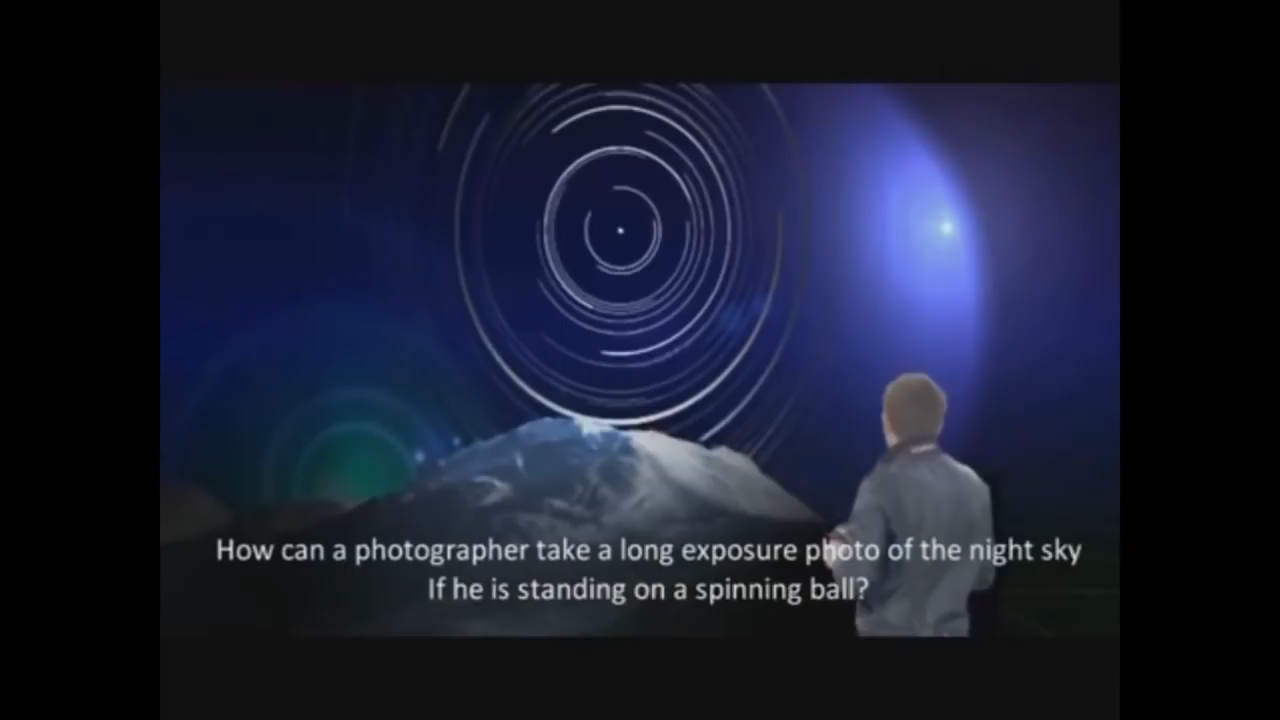 How can a photographer take a long exposure photo of the night sky
If he is standing on a spinning ball?